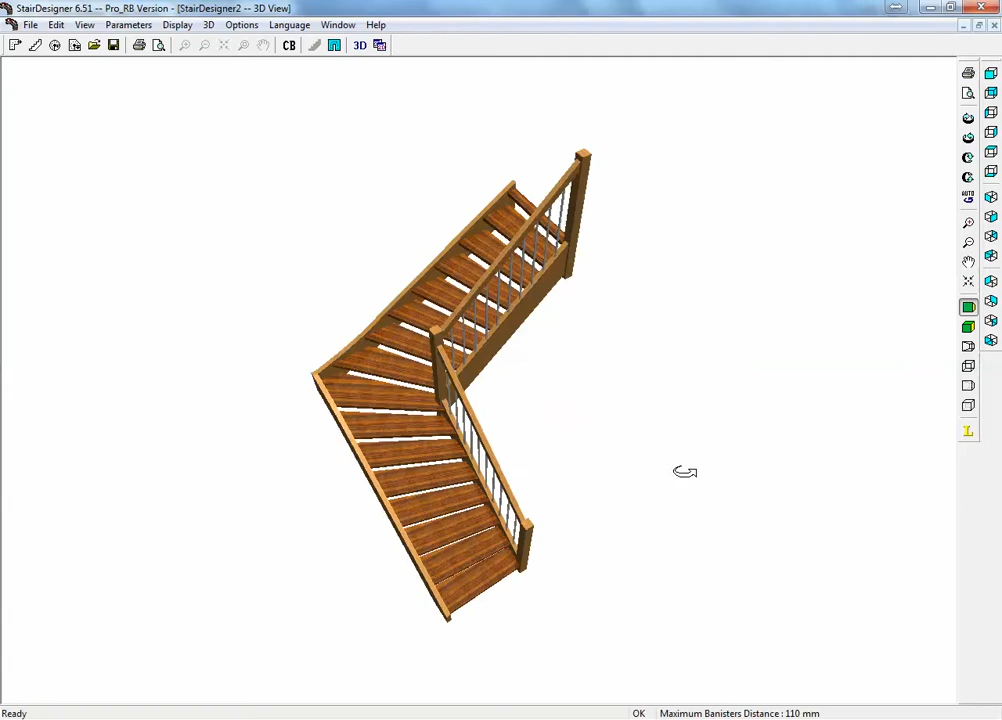 StairDesigner 6.51 -- Pro_RB Version - [StairDesigner2 -- 3D View]
File Edit View Parameters Display 3D Options Language Window Help
CB 3D
AUTO
L
Ready OK Maximum Banisters Distance : 110 mm